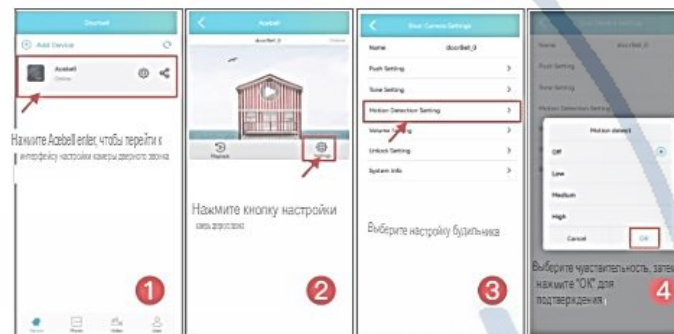 Doorbell
Add Device
Acebell
Online
Нажмите Acebell enter, чтобы перейти к
интерфейсу настройки камеры дверного звонка
1
Acebell
doorBell_0
Playback
Settings
Нажмите кнопку настройки
2
Door Camera Settings
Name
doorBell_0
Push Setting
Tone Setting
Motion Detection Setting
Volume Setting
Unlock Setting
System Info
Выберите настройку будильника
3
Name
doorBell_0
Push Setting
Tone Setting
Motion Detection Setting
Motion detect
Off
Low
Medium
High
Cancel
OK
Выберите чувствительность, затем
нажмите "OK" для
подтверждения
4